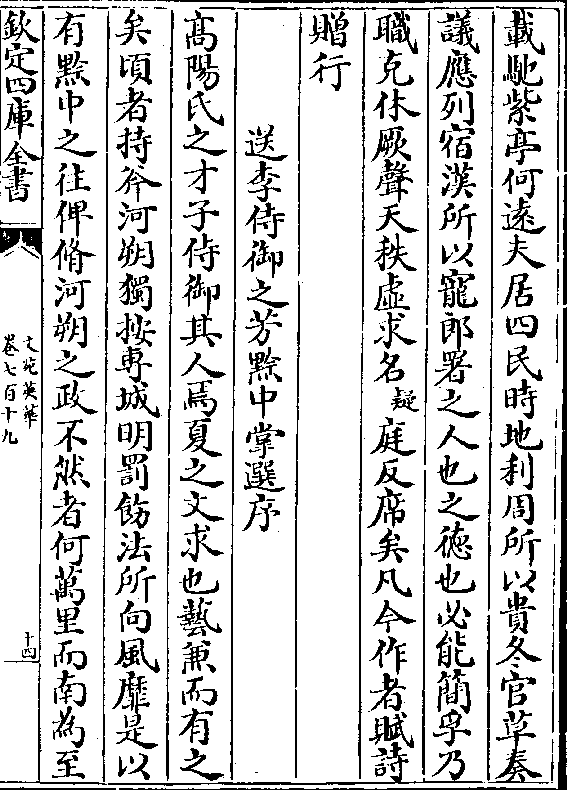 載馳紫亭何遠夫居四民時地利周所以貴冬官草奏
議應列宿漢所以寵郎署之人也之德也必能簡孚乃
職克休厥聲天秩虛求名疑庭反席矣凡今作者賦詩
贈行
送李侍御之芳黔中掌選序
高陽氏之才子侍御其人焉夏之文求也藝兼而有之
矣頃者持斧河朔獨按專城明罰飭法所向風靡是以
有黔中之往俾脩河朔之政不然者何萬里而南為至
欽定四庫全書
文苑英華
卷七百十九
十四